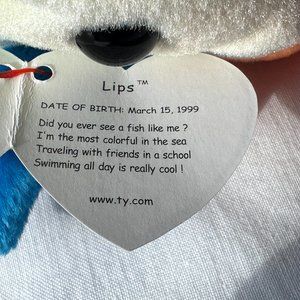 Lips™
DATE OF BIRTH: March 15, 1999
Did you ever see a fish like me ?
I'm the most colorful in the sea
Traveling with friends in a school
Swimming all day is really cool !
www.ty.com